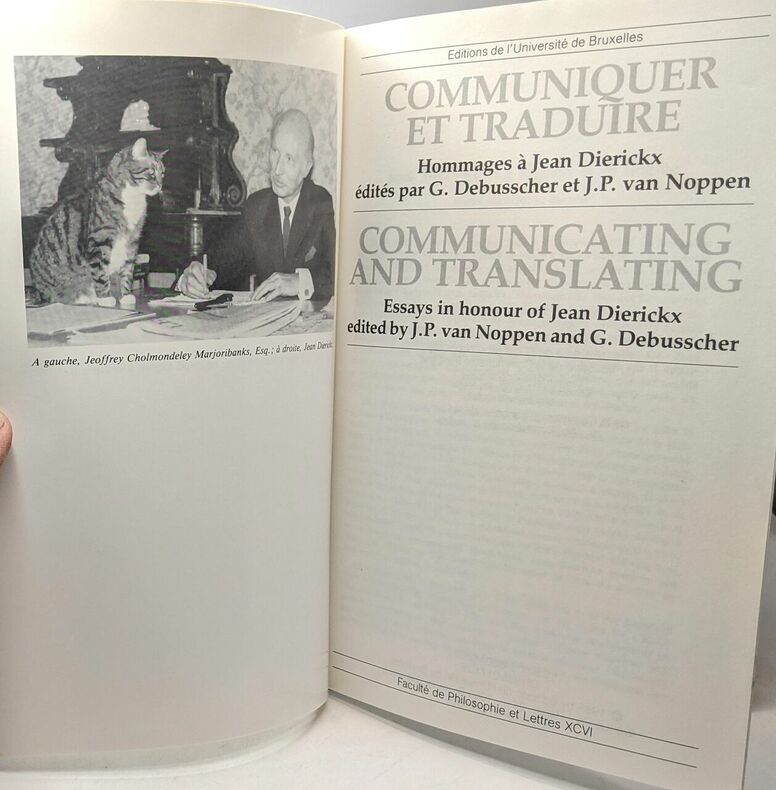 A gauche, Jeoffrey Cholmondeley Marjoribanks, Esq.; à droite, Jean Dierickx.
Editions de l'Université de Bruxelles
COMMUNIQUER
ET TRADUIRE
Hommages à Jean Dierickx
édités par G. Debusscher et J.P. van Noppen
COMMUNICATING
AND TRANSLATING
Essays in honour of Jean Dierickx
edited by J.P. van Noppen and G. Debusscher
Faculté de Philosophie et Lettres XCVI